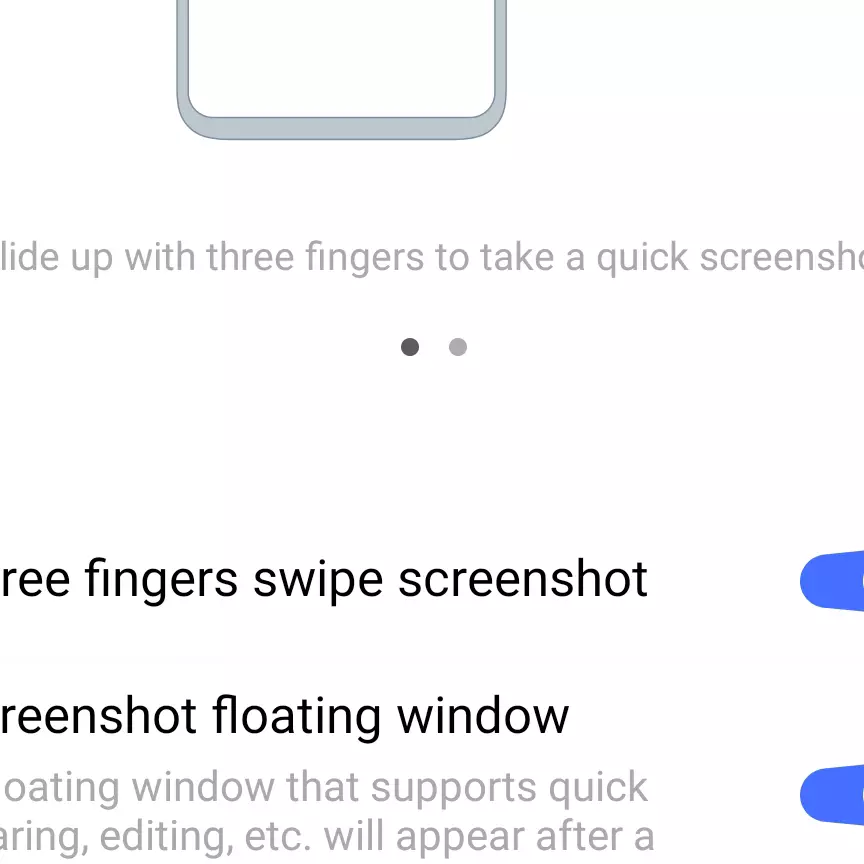 lide up with three fingers to take a quick screensho
ree fingers swipe screenshot
reenshot floating window
loating window that supports quick
aring, editing, etc. will appear after a